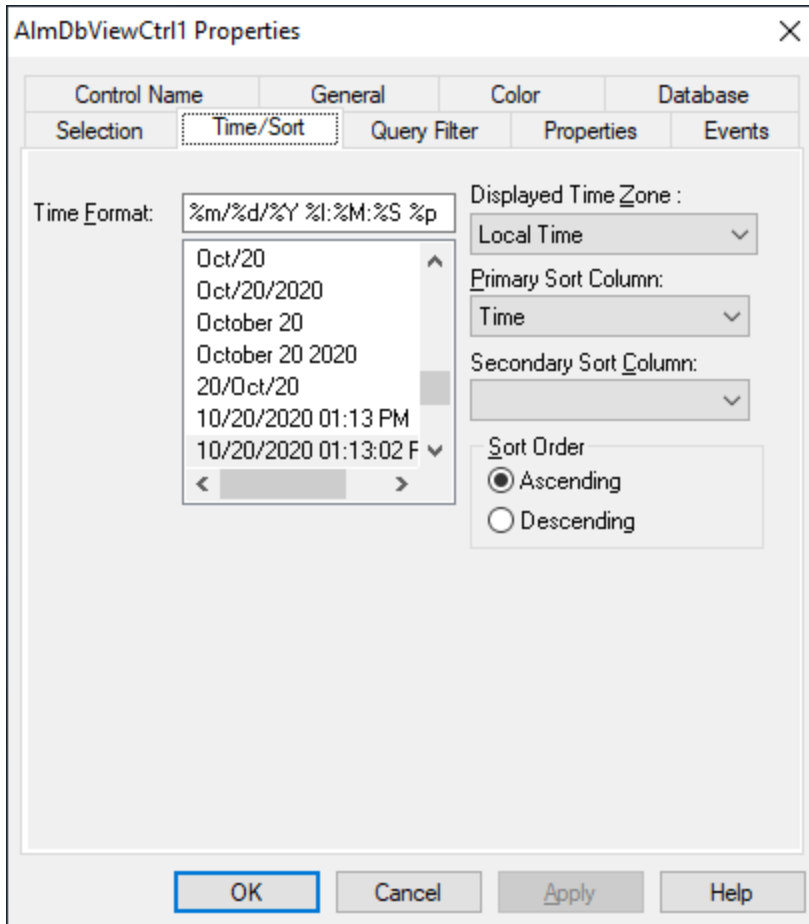 AlmDbViewCtrl1 Properties
Control Name General Color Database
Selection Time/Sort Query Filter Properties Events
Time Format: %m/%d/%Y %I:%M:%S %p
Oct/20
Oct/20/2020
October 20
October 20 2020
20/Oct/20
10/20/2020 01:13 PM
10/20/2020 01:13:02
Displayed Time Zone :
Local Time
Primary Sort Column:
Time
Secondary Sort Column:
Sort Order
Ascending
Descending
OK Cancel Apply Help